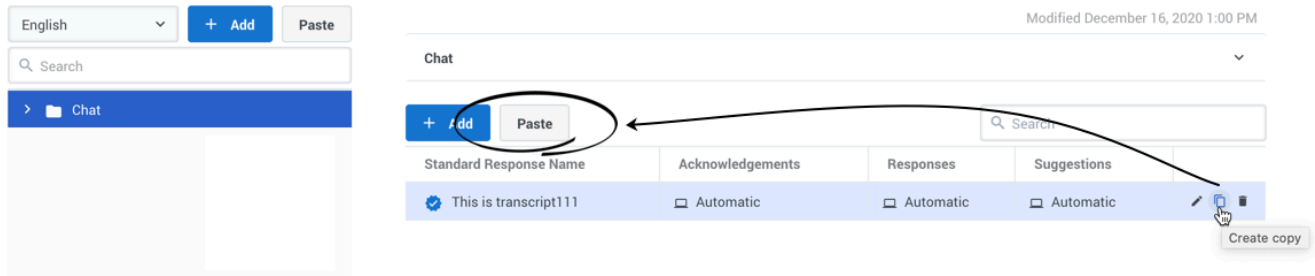 English
+ Add
Paste
Search
Chat
Modified December 16, 2020 1:00 PM
Chat
+ Add
Paste
Search
Standard Response Name
Acknowledgements
Responses
Suggestions
This is transcript111
Automatic
Automatic
Automatic
Create copy